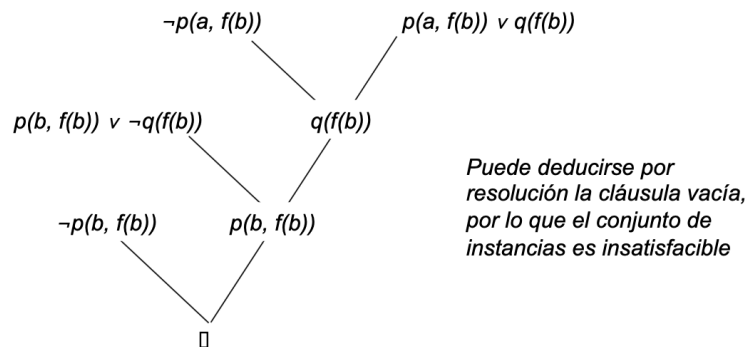 ¬p(a, f(b))
p(a, f(b)) v q(f(b))
p(b, f(b)) v ¬q(f(b))
q(f(b))
¬p(b, f(b))
p(b, f(b))
▯
Puede deducirse por
resolución la cláusula vacía,
por lo que el conjunto de
instancias es insatisfacible